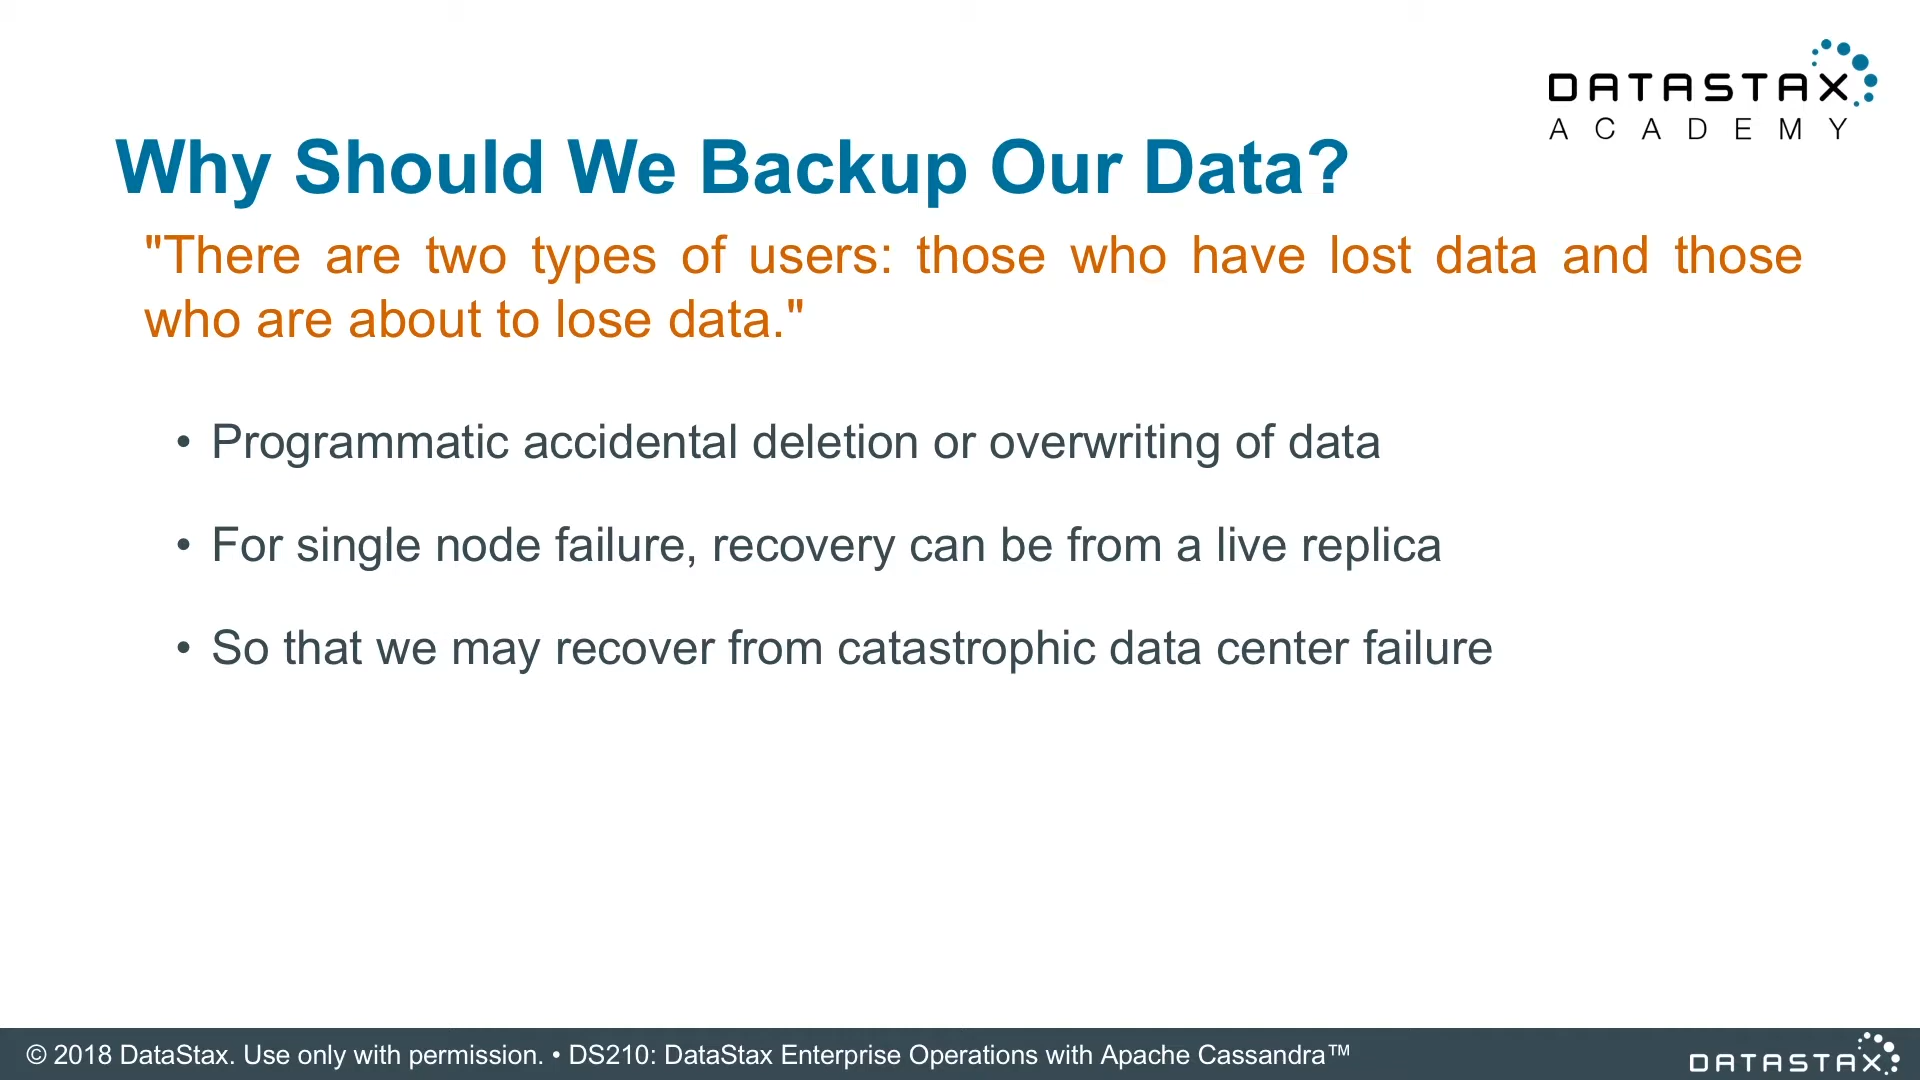 DATASTAX
ACADEMY
Why Should We Backup Our Data?
"There are two types of users: those who have lost data and those
who are about to lose data."
• Programmatic accidental deletion or overwriting of data
• For single node failure, recovery can be from a live replica
• So that we may recover from catastrophic data center failure
© 2018 DataStax. Use only with permission. • DS210: DataStax Enterprise Operations with Apache Cassandra™
DATASTAX